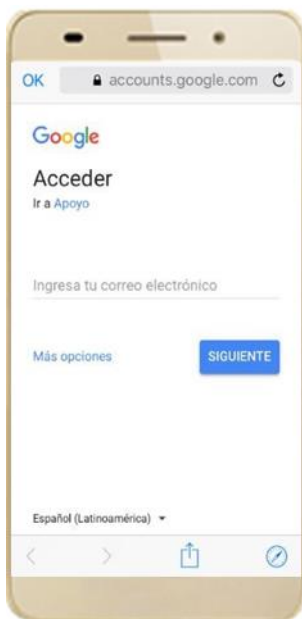 OK accounts.google.com
Google
Acceder
Ir a Apoyo
Ingresa tu correo electrónico
Más opciones SIGUIENTE
Español (Latinoamérica)